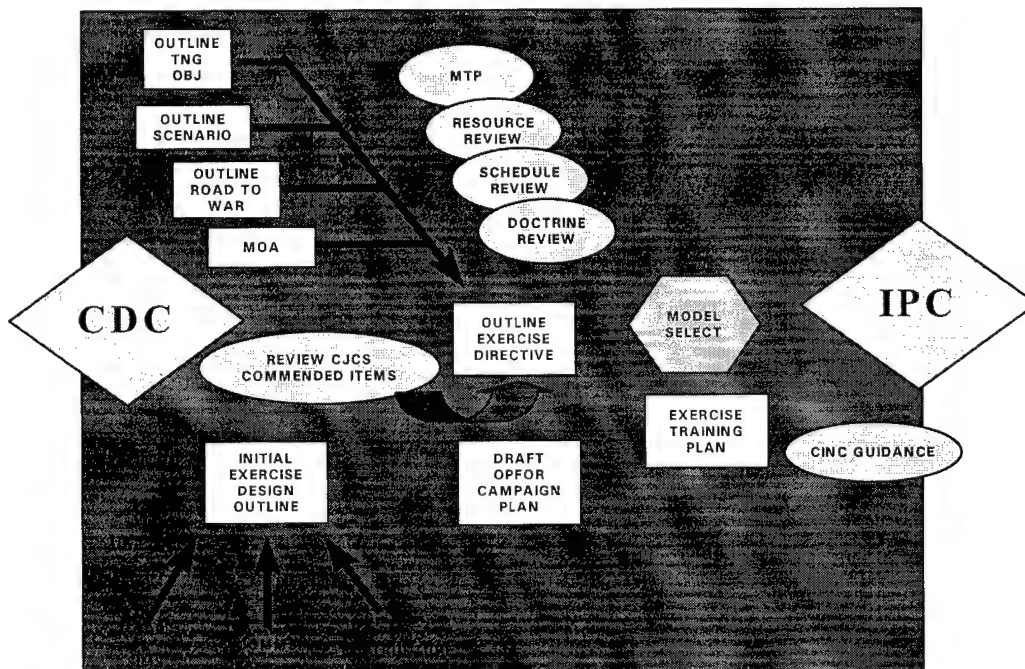 OUTLINE
TNG
OBJ
OUTLINE
SCENARIO
OUTLINE
ROAD TO
WAR
MOA
MTP
RESOURCE
REVIEW
SCHEDULE
REVIEW
DOCTRINE
REVIEW
CDC
IPC
OUTLINE
EXERCISE
DIRECTIVE
MODEL
SELECT
REVIEW CJCS
COMMENDED ITEMS
INITIAL
EXERCISE
DESIGN
OUTLINE
DRAFT
OPFOR
CAMPAIGN
PLAN
EXERCISE
TRAINING
PLAN
CINC GUIDANCE